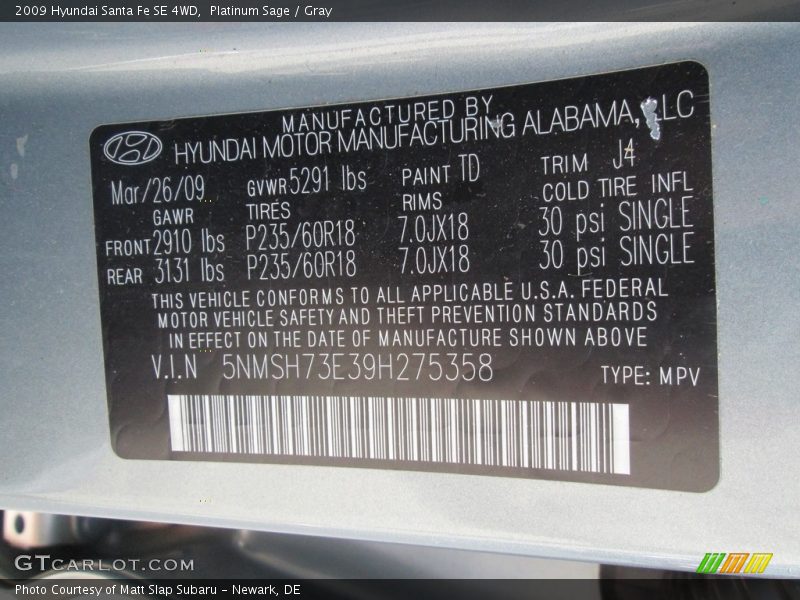 2009 Hyundai Santa Fe SE 4WD, Platinum Sage / Gray
MANUFACTURED BY
HYUNDAI MOTOR MANUFACTURING ALABAMA, LLC
Mar/26/09 GVWR 5291 lbs PAINT TD TRIM J4
GAWR TIRES RIMS COLD TIRE INFL
FRONT 2910 lbs P235/60R18 7.0JX18 30 psi SINGLE
REAR 3131 lbs P235/60R18 7.0JX18 30 psi SINGLE
THIS VEHICLE CONFORMS TO ALL APPLICABLE U.S.A. FEDERAL
MOTOR VEHICLE SAFETY AND THEFT PREVENTION STANDARDS
IN EFFECT ON THE DATE OF MANUFACTURE SHOWN ABOVE
V.I.N 5NMSH73E39H275358 TYPE: MPV
GTCARLOT.COM
Photo Courtesy of Matt Slap Subaru - Newark, DE